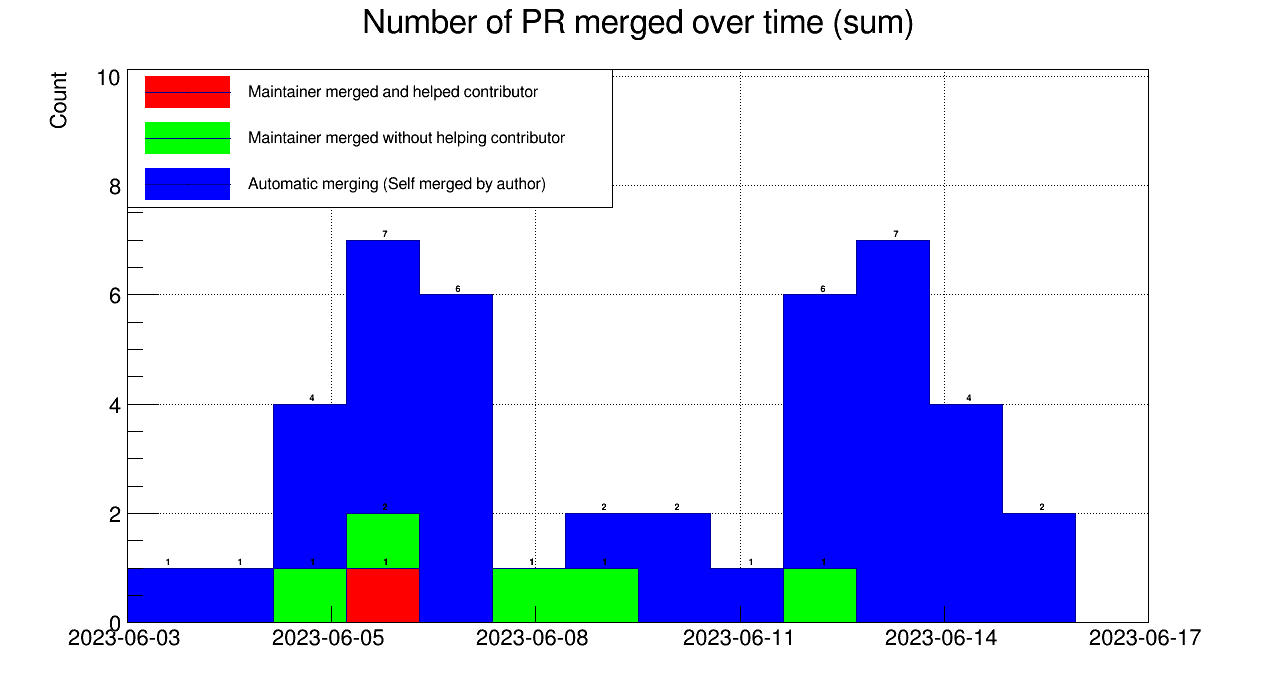 Number of PR merged over time (sum)
Count
10
8
6
4
2
0
Maintainer merged and helped contributor
Maintainer merged without helping contributor
Automatic merging (Self merged by author)
7 7
6 6
4 4
2 2 2 2
1 1 1 1 1 1 1 1
2023-06-03 2023-06-05 2023-06-08 2023-06-11 2023-06-14 2023-06-17